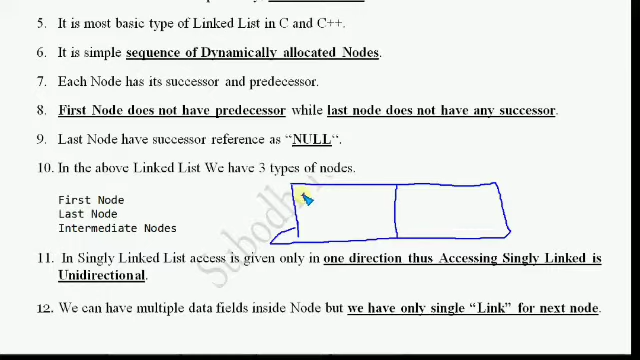 5. It is most basic type of Linked List in C and C++.
6. It is simple sequence of Dynamically allocated Nodes.
7. Each Node has its successor and predecessor.
8. First Node does not have predecessor while last node does not have any successor.
9. Last Node have successor reference as “NULL“.
10. In the above Linked List We have 3 types of nodes.
First Node
Last Node
Intermediate Nodes
11. In Singly Linked List access is given only in one direction thus Accessing Singly Linked is
Unidirectional.
12. We can have multiple data fields inside Node but we have only single “Link” for next node.